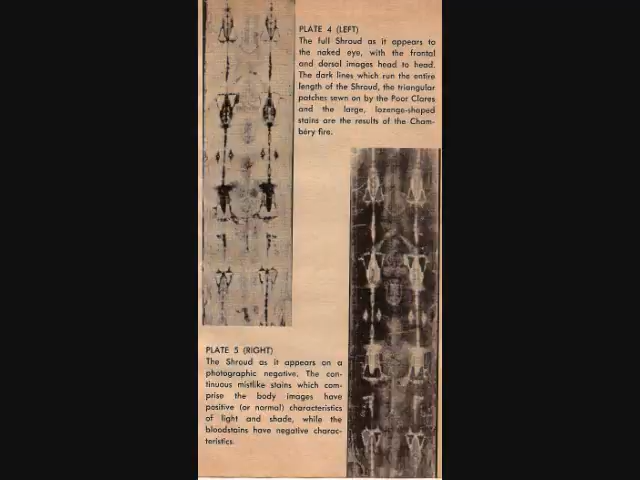 PLATE 4 (LEFT)
The full Shroud as it appears to
the naked eye, with the frontal
and dorsal images head to head.
The dark lines which run the entire
length of the Shroud, the triangular
patches sewn on by the Poor Clares
and the large, lozenge-shaped
stains are the results of the Cham-
béry fire.
PLATE 5 (RIGHT)
The Shroud as it appears on a
photographic negative. The con-
tinuous mistlike stains which com-
prise the body images have
positive (or normal) characteristics
of light and shade, while the
bloodstains have negative charac-
teristics.